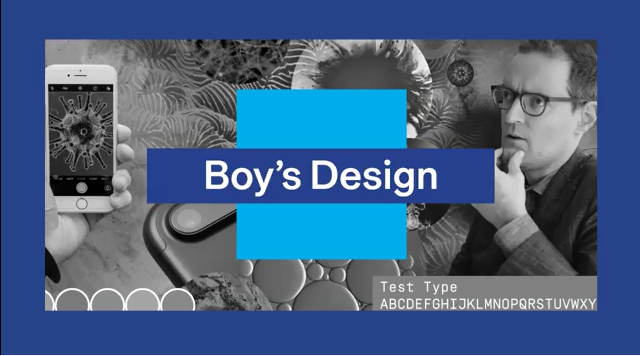 Boy's Design
Test Type
ABCDEFGHIJKLMNOPQRSTUVWXY